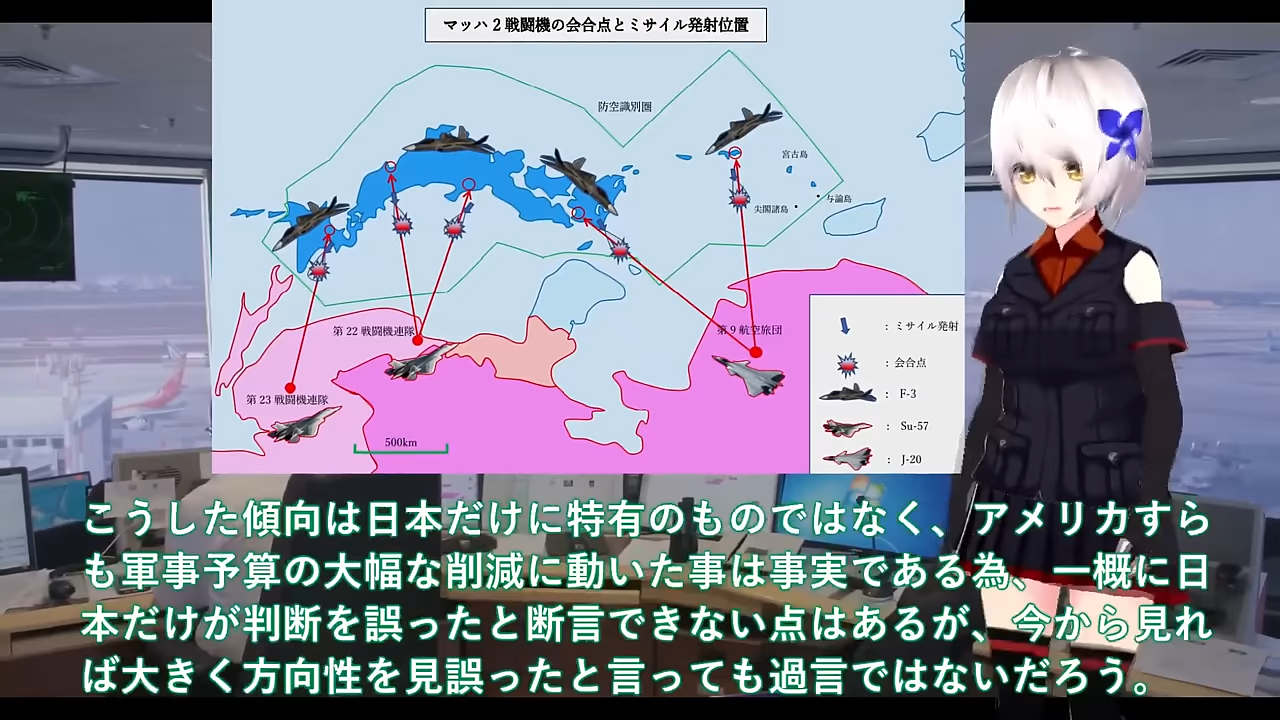 マッハ2戦闘機の会合点とミサイル発射位置
防空識別圏
宮古島
与論島
尖閣諸島
第22戦闘機連隊
第9航空旅団
第23戦闘機連隊
500km
：ミサイル発射
：会合点
： F-3
： Su-57
： J-20
こうした傾向は日本だけに特有のものではなく、アメリカすら
も軍事予算の大幅な削減に動いた事は事実である為、一概に日
本だけが判断を誤ったと断言できない点はあるが、今から見れ
ば大きく方向性を見誤ったと言っても過言ではないだろう。